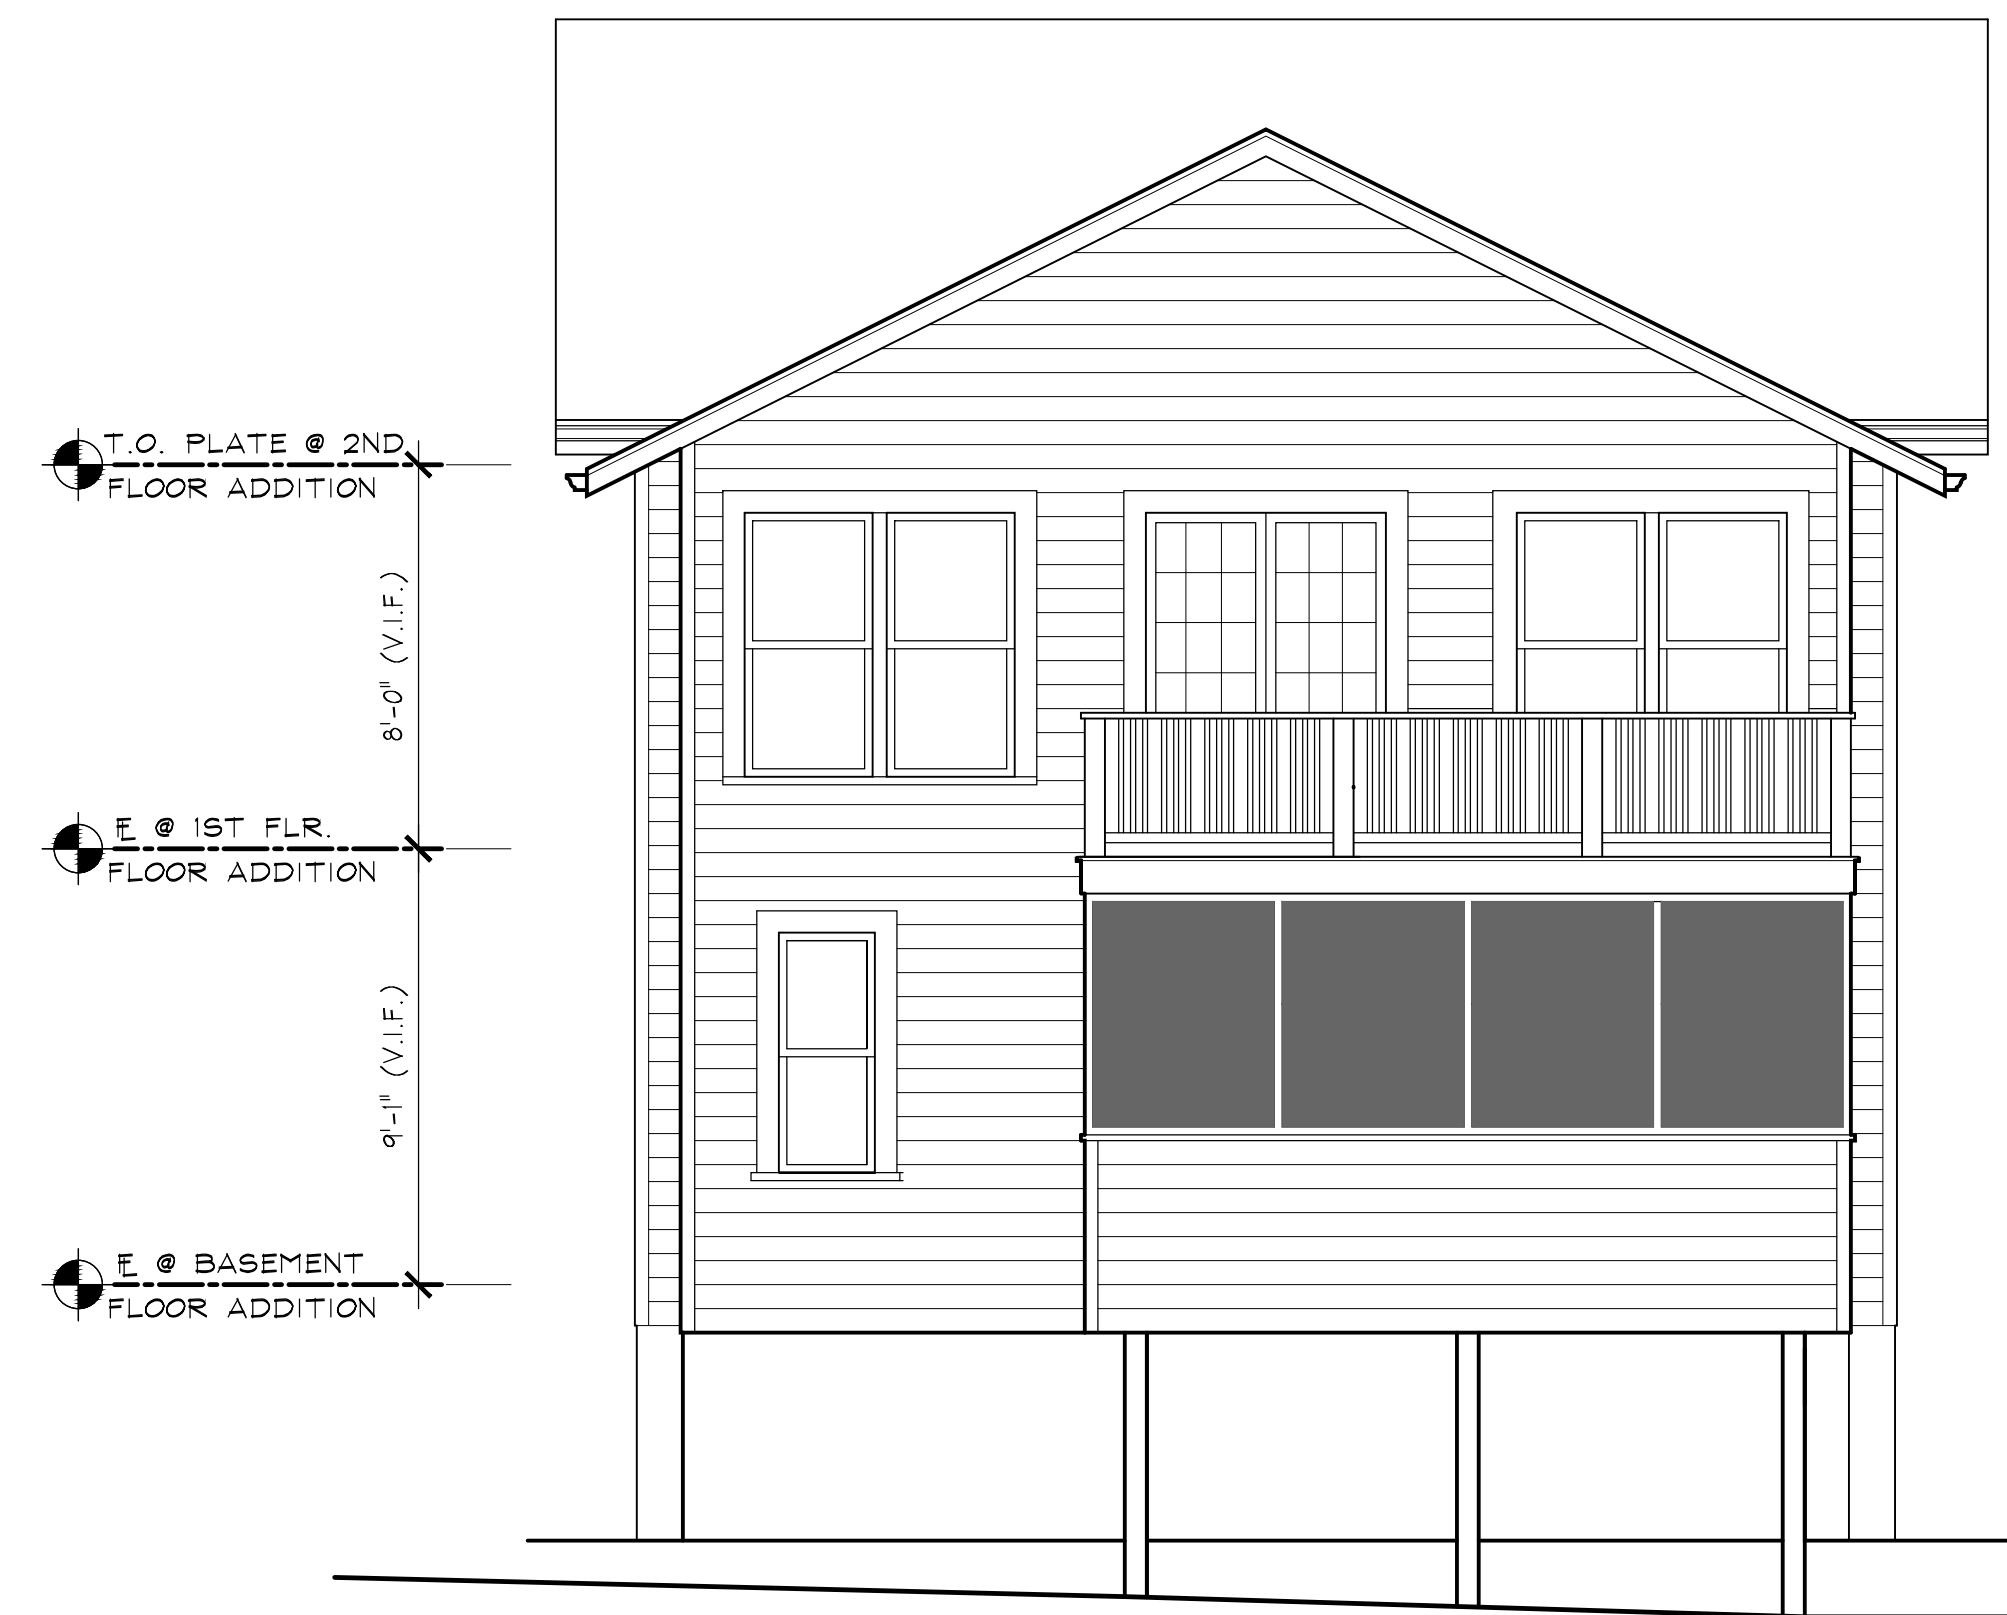 T.O. PLATE @ 2ND
FLOOR ADDITION
8'-0" (V.I.F.)
FL @ 1ST FLR.
FLOOR ADDITION
9'-1" (V.I.F.)
FL @ BASEMENT
FLOOR ADDITION